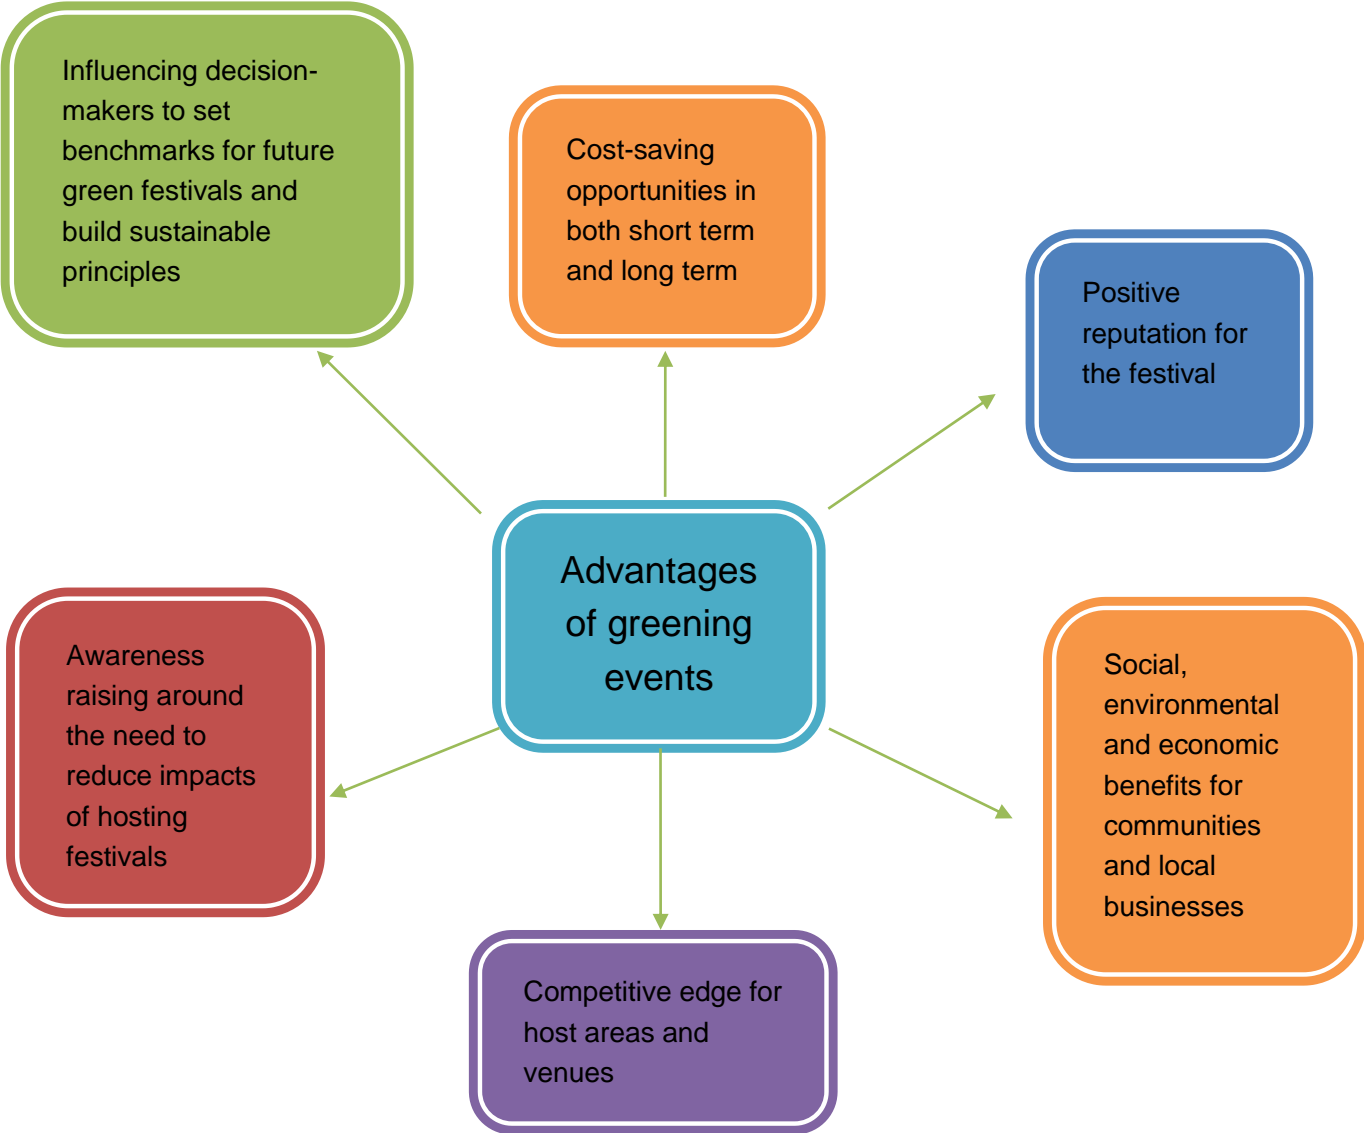 Influencing decision-
makers to set
benchmarks for future
green festivals and
build sustainable
principles
Cost-saving
opportunities in
both short term
and long term
Positive
reputation for
the festival
Advantages
of greening
events
Awareness
raising around
the need to
reduce impacts
of hosting
festivals
Social,
environmental
and economic
benefits for
communities
and local
businesses
Competitive edge for
host areas and
venues